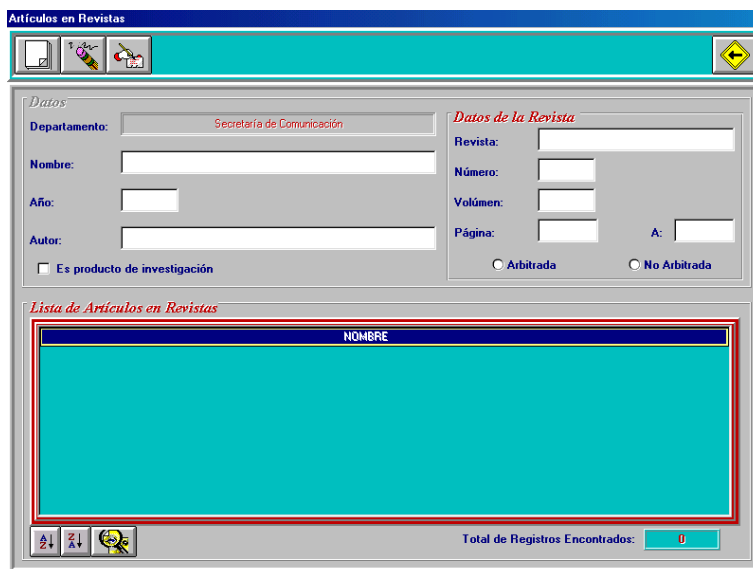 Artículos en Revistas
Datos
Departamento: Secretaría de Comunicación
Nombre:
Año:
Autor:
Es producto de investigación
Datos de la Revista
Revista:
Número:
Volúmen:
Página: A:
Arbitrada No Arbitrada
Lista de Artículos en Revistas
NOMBRE
A Z
Z A
Total de Registros Encontrados: 0